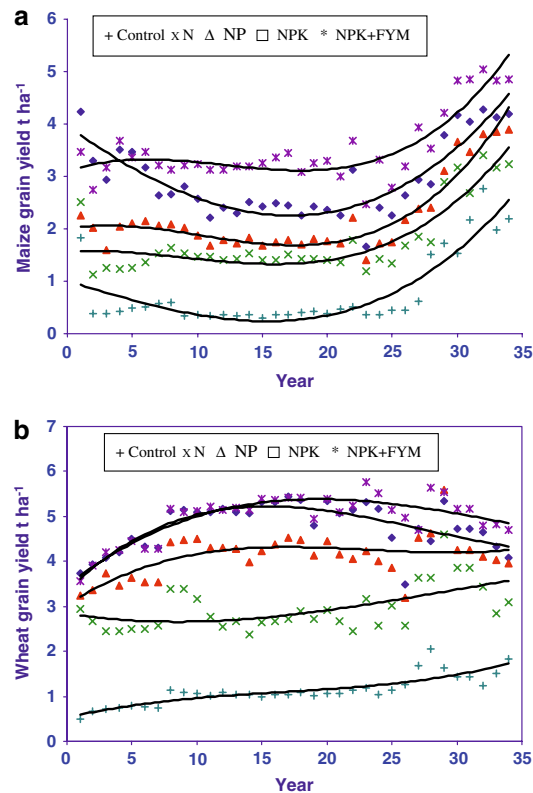 a
6
5
4
3
2
1
0
Maize grain yield t ha⁻¹
+ Control x N Δ NP □ NPK * NPK+FYM
0 5 10 15 20 25 30 35
Year
b
7
6
5
4
3
2
1
0
Wheat grain yield t ha⁻¹
+ Control x N Δ NP □ NPK * NPK+FYM
0 5 10 15 20 25 30 35
Year